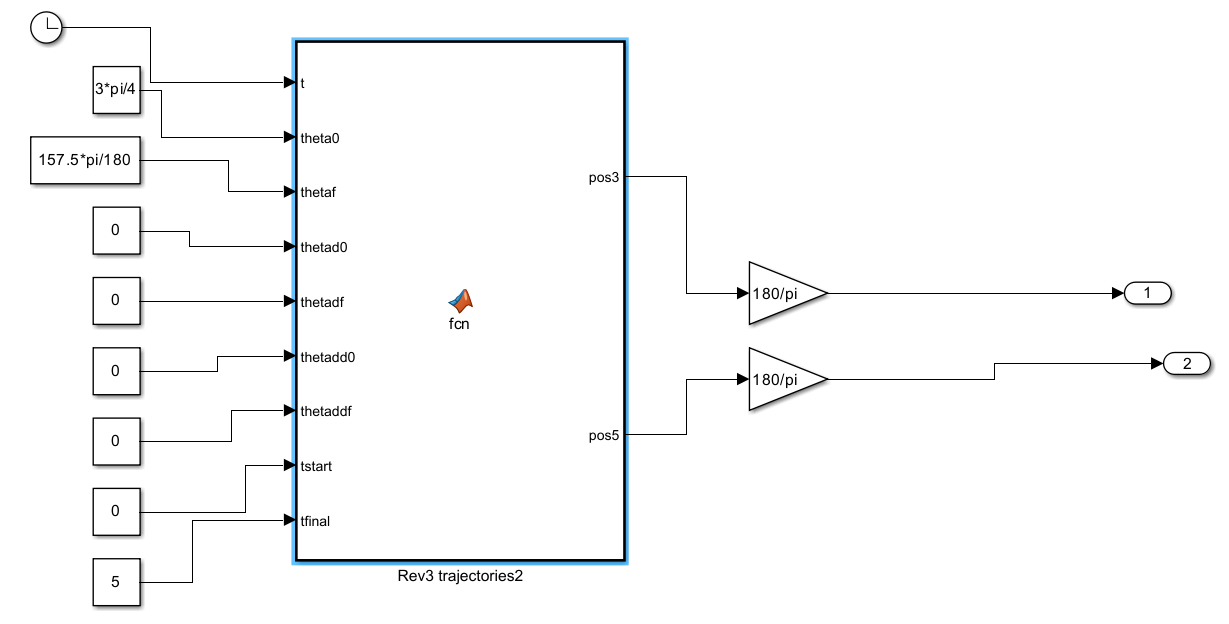 t
3*pi/4
theta0
157.5*pi/180
thetaf
pos3
0
thetad0
0
thetadf
180/pi
1
fcn
0
thetadd0
180/pi
2
0
thetaddf
pos5
0
tstart
5
tfinal
Rev3 trajectories2